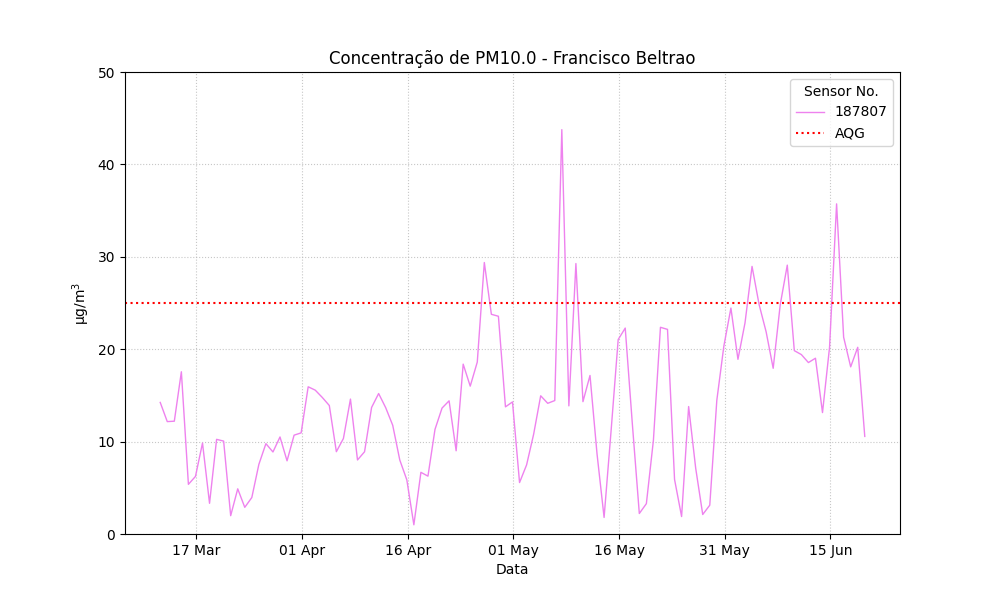 Concentração de PM10.0 - Francisco Beltrao
Sensor No.
187807
AQG
50
40
30
20
10
0
µg/m³
17 Mar
01 Apr
16 Apr
01 May
16 May
31 May
15 Jun
Data